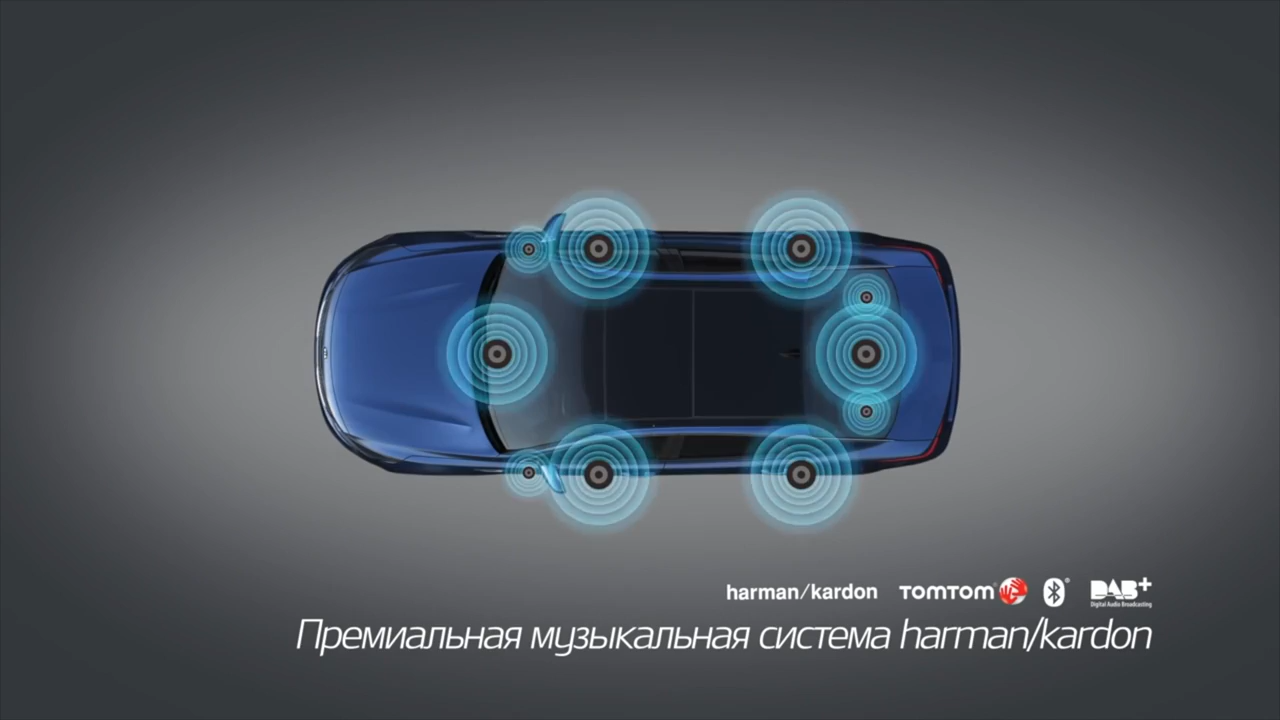 harman/kardon TOMTOM DAB+
Digital Audio Broadcasting
Премиальная музыкальная система harman/kardon